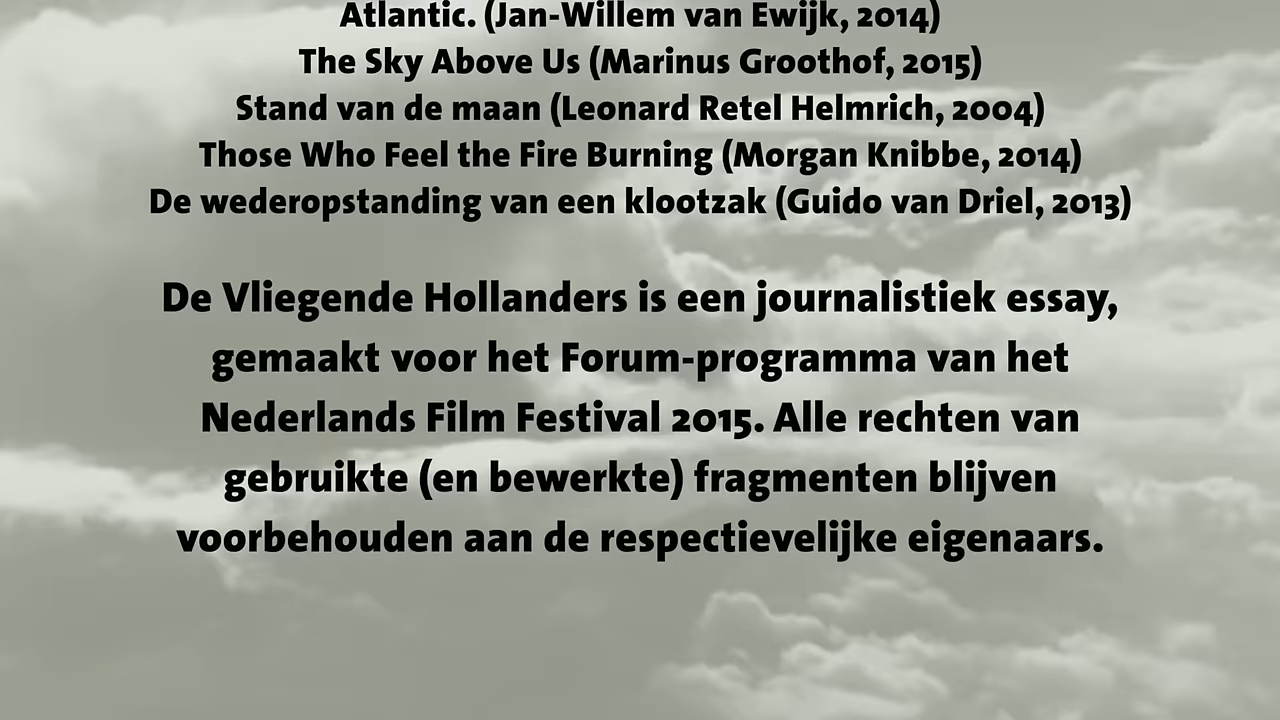 Atlantic. (Jan-Willem van Ewijk, 2014)
The Sky Above Us (Marinus Groothof, 2015)
Stand van de maan (Leonard Retel Helmrich, 2004)
Those Who Feel the Fire Burning (Morgan Knibbe, 2014)
De wederopstanding van een klootzak (Guido van Driel, 2013)
De Vliegende Hollanders is een journalistiek essay,
gemaakt voor het Forum-programma van het
Nederlands Film Festival 2015. Alle rechten van
gebruikte (en bewerkte) fragmenten blijven
voorbehouden aan de respectievelijke eigenaars.